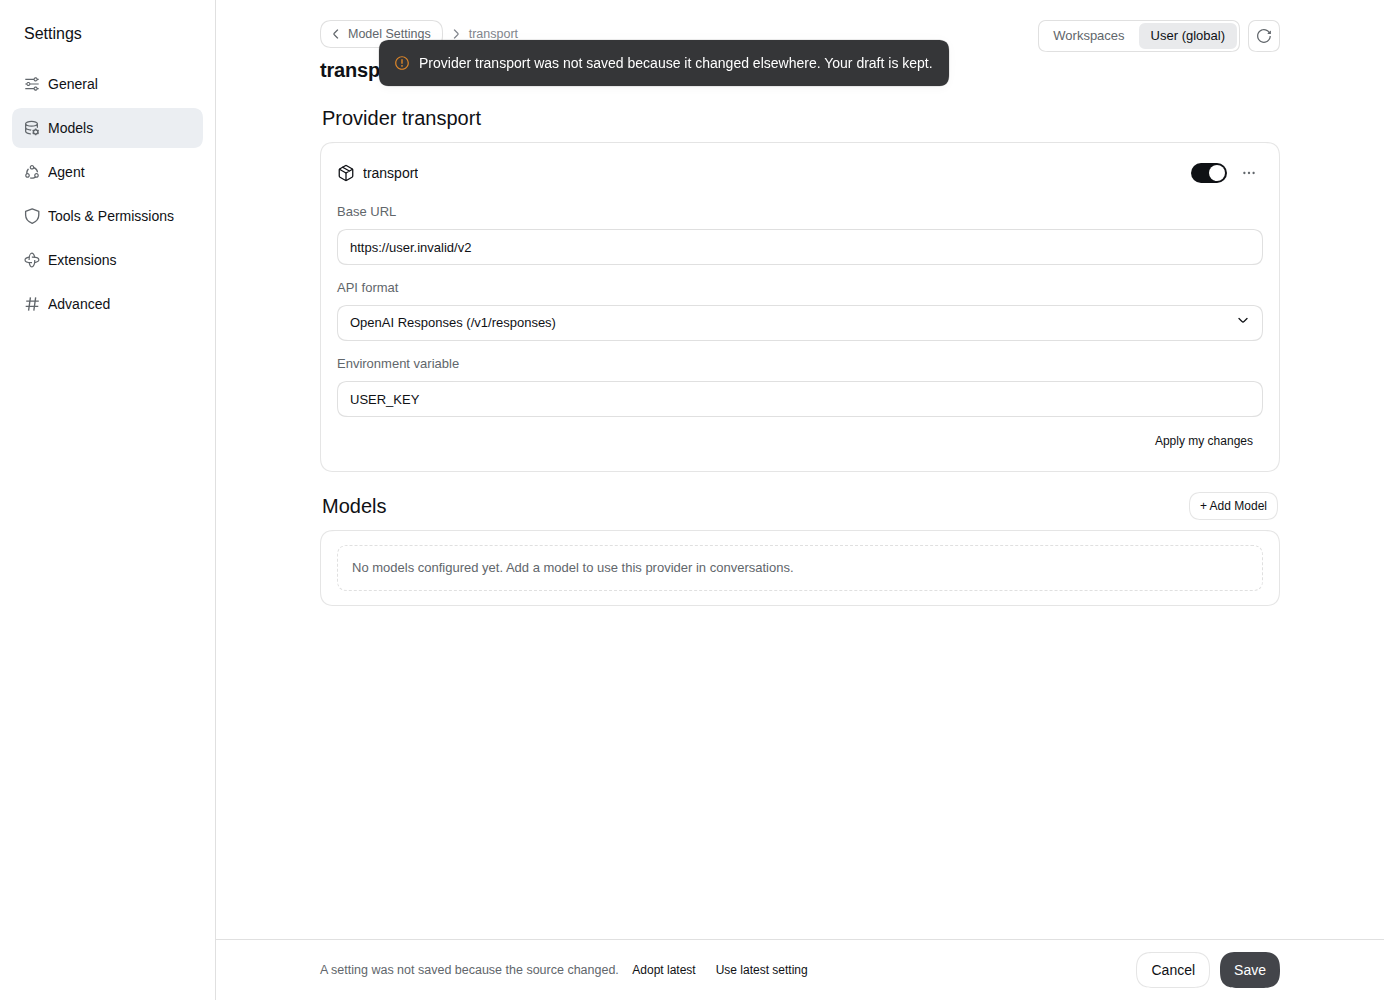 Settings
General
Models
Agent
Tools & Permissions
Extensions
Advanced
Model Settings
transport
Workspaces
User (global)
Provider transport was not saved because it changed elsewhere. Your draft is kept.
transp
Provider transport
transport
Base URL
https://user.invalid/v2
API format
OpenAI Responses (/v1/responses)
Environment variable
USER_KEY
Apply my changes
Models
+ Add Model
No models configured yet. Add a model to use this provider in conversations.
A setting was not saved because the source changed.
Adopt latest
Use latest setting
Cancel
Save